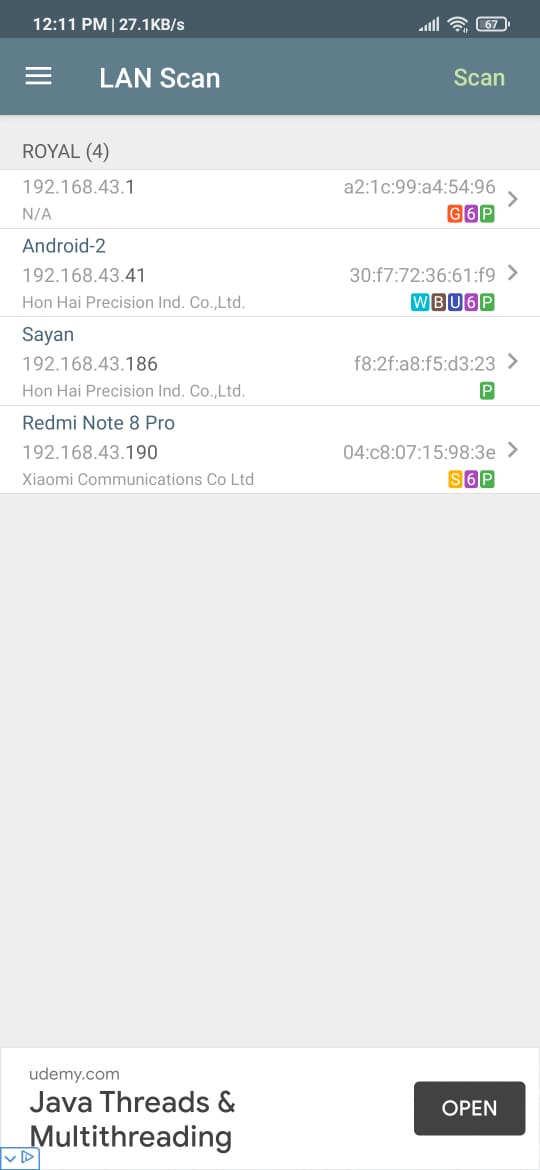 12:11 PM | 27.1KB/s 67
LAN Scan Scan
ROYAL (4)
192.168.43.1 a2:1c:99:a4:54:96
N/A G6P
Android-2
192.168.43.41 30:f7:72:36:61:f9
Hon Hai Precision Ind. Co.,Ltd. WBU6P
Sayan
192.168.43.186 f8:2f:a8:f5:d3:23
Hon Hai Precision Ind. Co.,Ltd. P
Redmi Note 8 Pro
192.168.43.190 04:c8:07:15:98:3e
Xiaomi Communications Co Ltd S6P
udemy.com
Java Threads &
Multithreading
OPEN